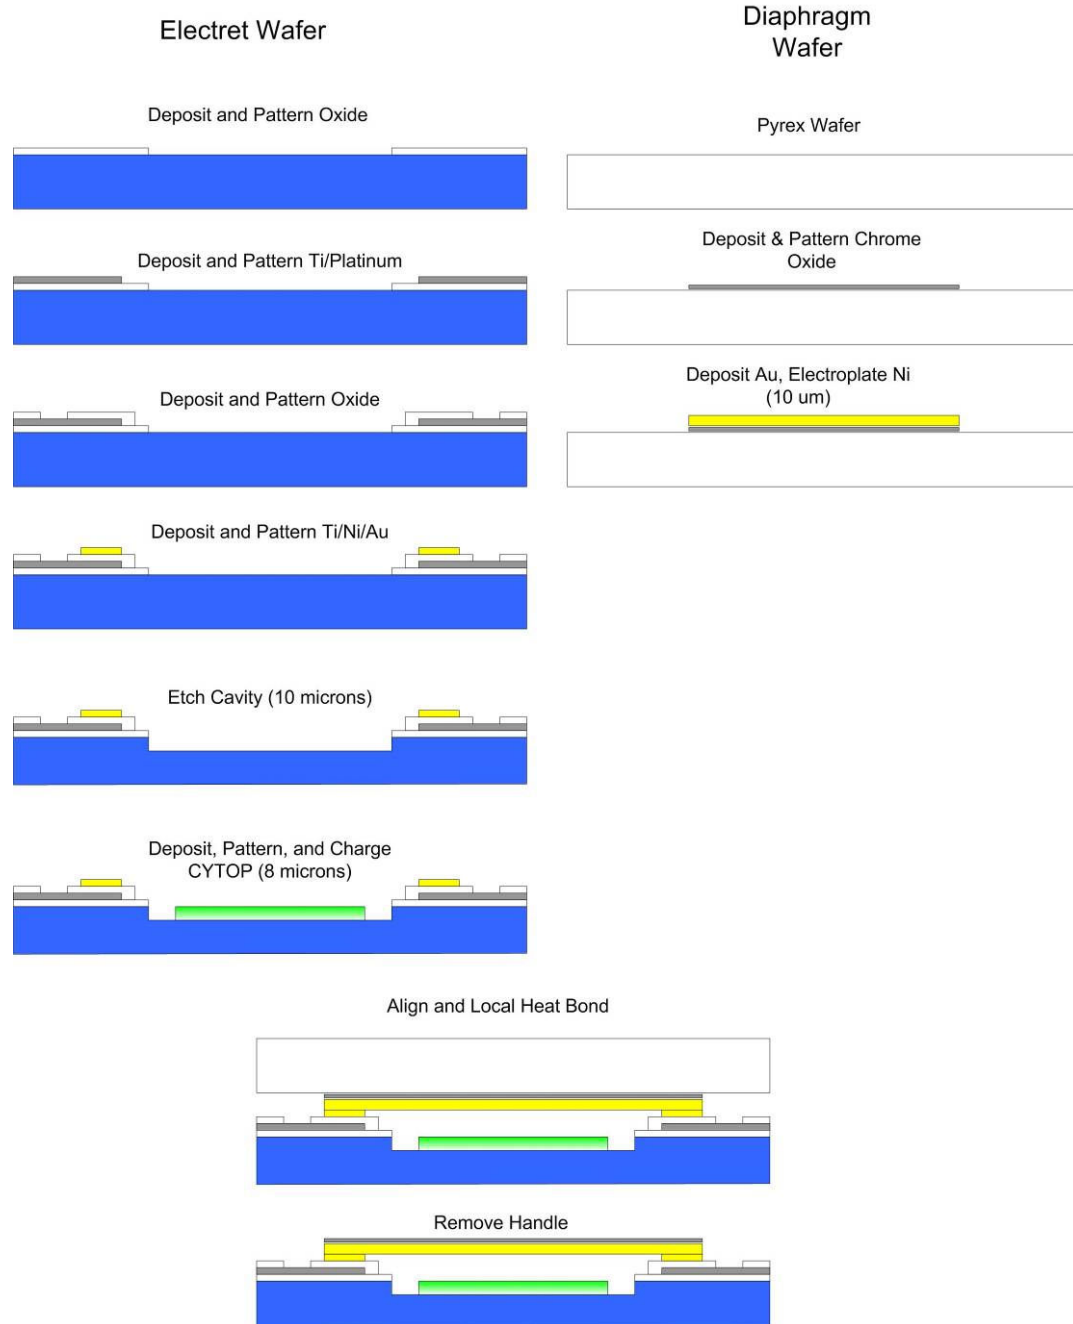 Electret Wafer
Diaphragm
Wafer
Deposit and Pattern Oxide
Pyrex Wafer
Deposit and Pattern Ti/Platinum
Deposit & Pattern Chrome
Oxide
Deposit and Pattern Oxide
Deposit Au, Electroplate Ni
(10 um)
Deposit and Pattern Ti/Ni/Au
Etch Cavity (10 microns)
Deposit, Pattern, and Charge
CYTOP (8 microns)
Align and Local Heat Bond
Remove Handle